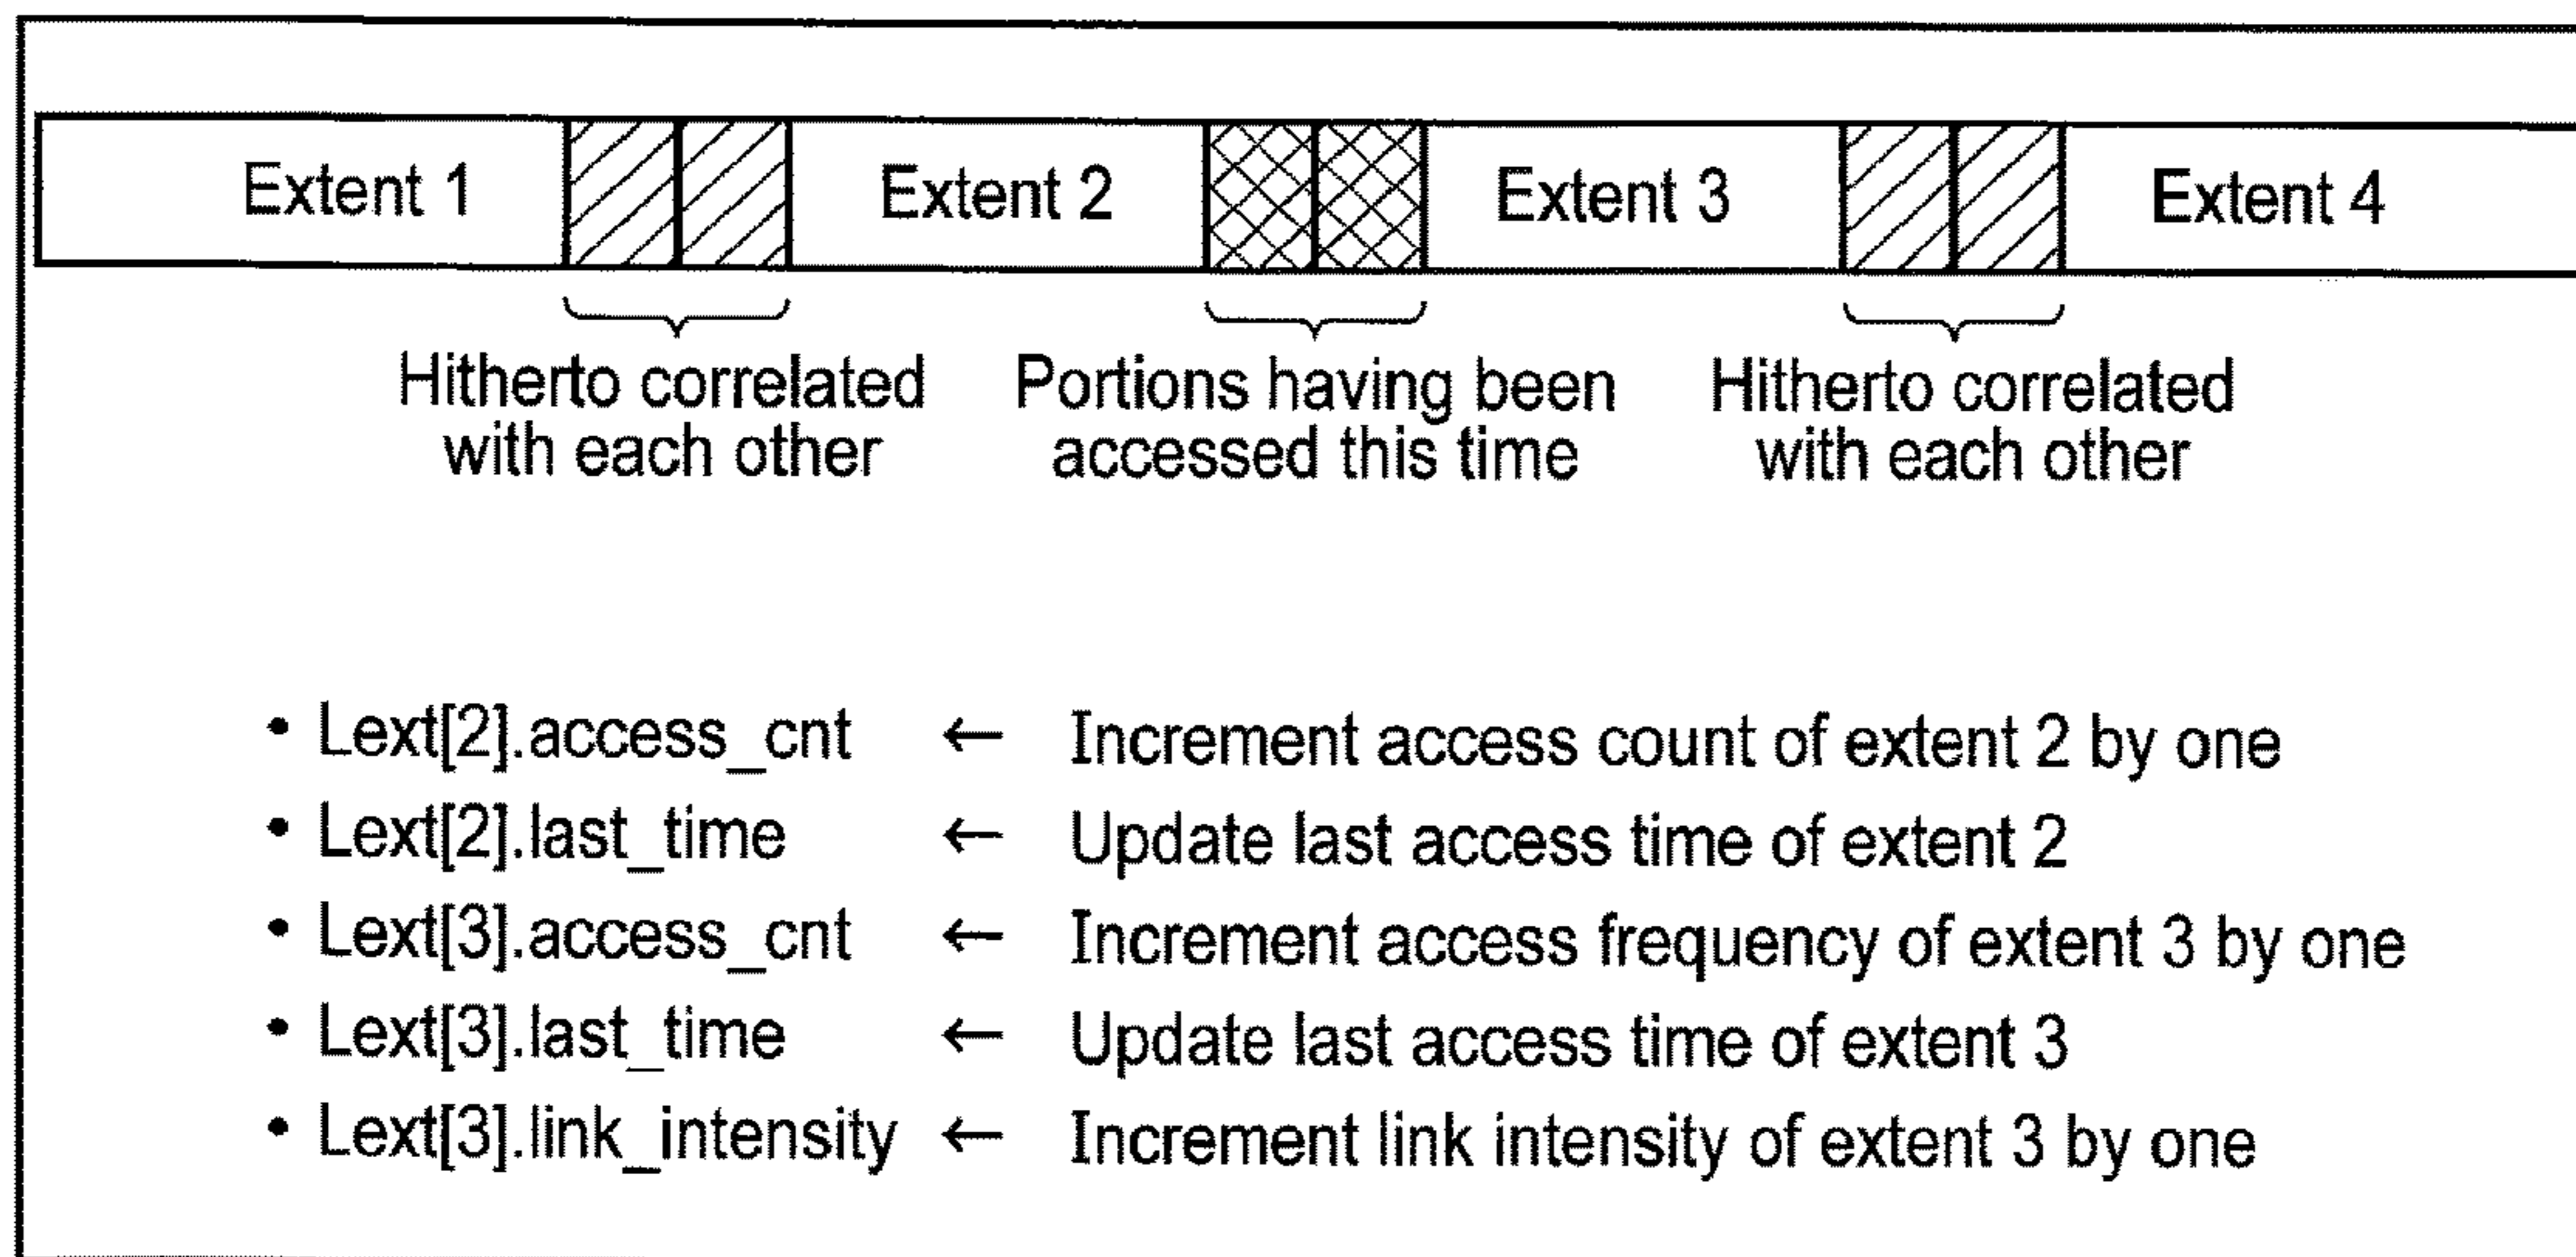 Extent 1 Extent 2 Extent 3 Extent 4
Hitherto correlated
with each other
Portions having been
accessed this time
Hitherto correlated
with each other
• Lext[2].access_cnt ← Increment access count of extent 2 by one
• Lext[2].last_time ← Update last access time of extent 2
• Lext[3].access_cnt ← Increment access frequency of extent 3 by one
• Lext[3].last_time ← Update last access time of extent 3
• Lext[3].link_intensity ← Increment link intensity of extent 3 by one